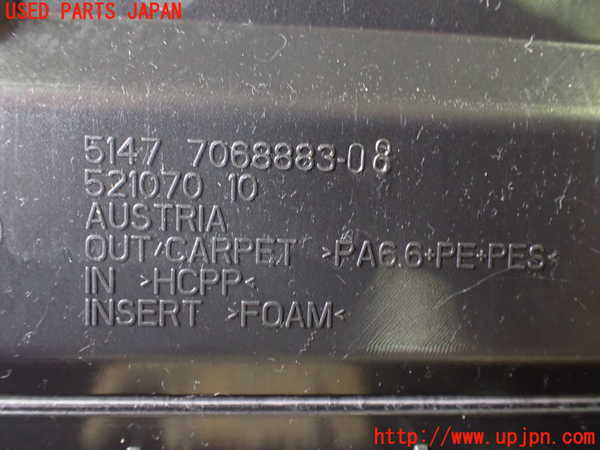 USED PARTS JAPAN
5147 7068883-08
521070 10
AUSTRIA
OUT/CARPET >PA6.6+PE+PES<
IN >HCPP<
INSERT >FOAM<
http://www.upjpn.com/